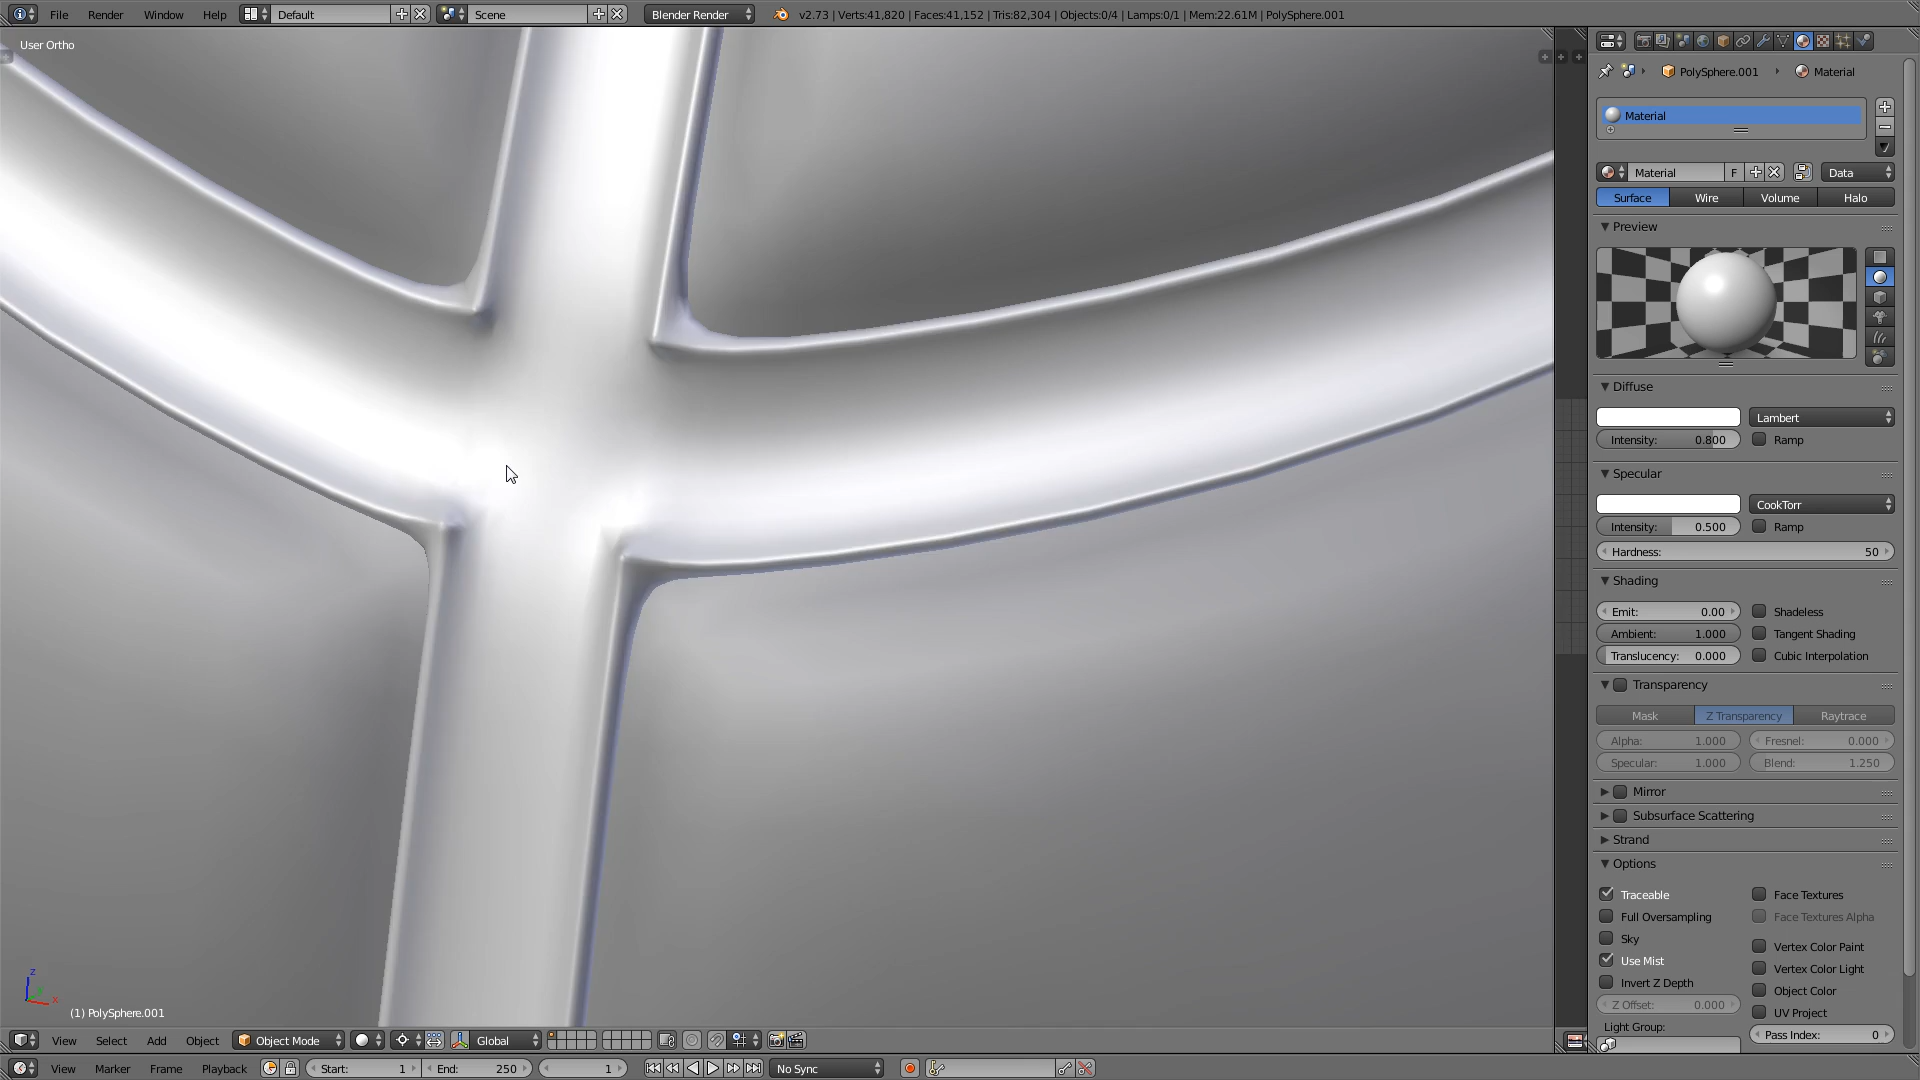 File Render Window Help Default Scene Blender Render v2.73 | Verts:41,820 | Faces:41,152 | Tris:82,304 | Objects:0/4 | Lamps:0/1 | Mem:22.61M | PolySphere.001
User Ortho
PolySphere.001 Material
Material
Material F Data
Surface Wire Volume Halo
Preview
Diffuse
Lambert
Intensity: 0.800 Ramp
Specular
CookTorr
Intensity: 0.500 Ramp
Hardness: 50
Shading
Emit: 0.00 Shadeless
Ambient: 1.000 Tangent Shading
Translucency: 0.000 Cubic Interpolation
Transparency
Mask Z Transparency Raytrace
Alpha: 1.000 Fresnel: 0.000
Specular: 1.000 Blend: 1.250
Mirror
Subsurface Scattering
Strand
Options
Traceable Face Textures
Full Oversampling Face Textures Alpha
Sky Vertex Color Paint
Use Mist Vertex Color Light
Invert Z Depth Object Color
Z Offset: 0.000 UV Project
Light Group: Pass Index: 0
z
x
(1) PolySphere.001
View Select Add Object Object Mode Global
View Marker Frame Playback Start: 1 End: 250 1 No Sync